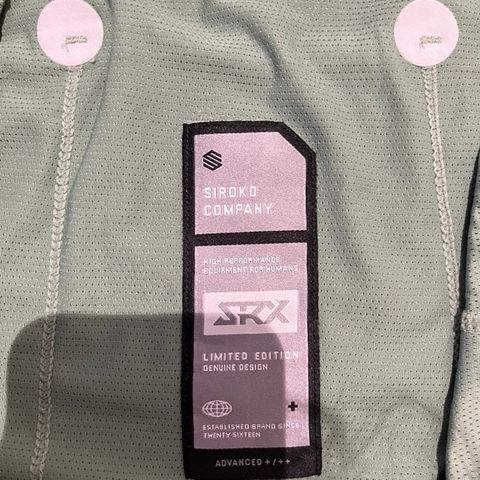 SIROKO
COMPANY
HIGH PERFORMANCE
EQUIPMENT FOR HUMANS
SRX
LIMITED EDITION
GENUINE DESIGN
ESTABLISHED BRAND SINCE
TWENTY SIXTEEN
ADVANCED +/++